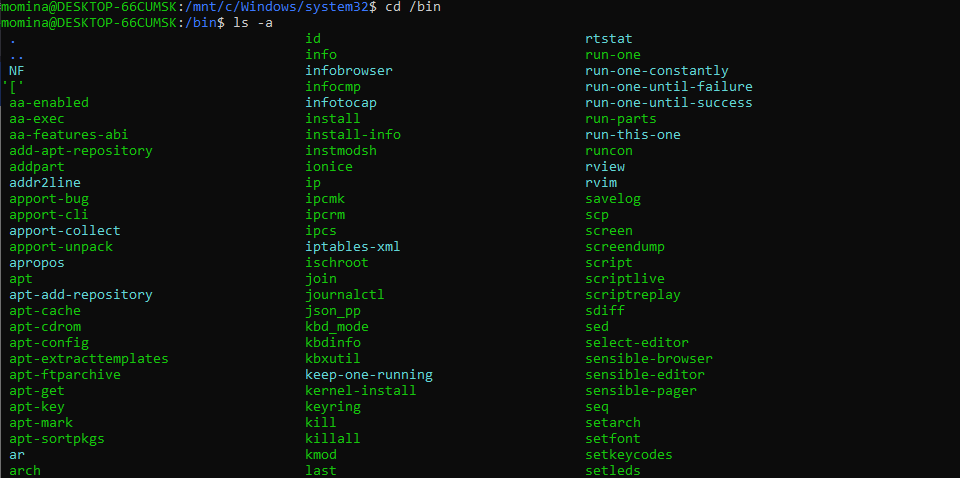 momina@DESKTOP-66CUMSK:/mnt/c/Windows/system32$ cd /bin
momina@DESKTOP-66CUMSK:/bin$ ls -a
. id rtstat
.. info run-one
NF infobrowser run-one-constantly
'[' infocmp run-one-until-failure
aa-enabled infotocap run-one-until-success
aa-exec install run-parts
aa-features-abi install-info run-this-one
add-apt-repository instmodsh runcon
addpart ionice rview
addr2line ip rvim
apport-bug ipcmk savelog
apport-cli ipcrm scp
apport-collect ipcs screen
apport-unpack iptables-xml screendump
apropos ischroot script
apt join scriptlive
apt-add-repository journalctl scriptreplay
apt-cache json_pp sdiff
apt-cdrom kbd_mode sed
apt-config kbdinfo select-editor
apt-extracttemplates kbxutil sensible-browser
apt-ftparchive keep-one-running sensible-editor
apt-get kernel-install sensible-pager
apt-key keyring seq
apt-mark kill setarch
apt-sortpkgs killall setfont
ar kmod setkeycodes
arch last setleds